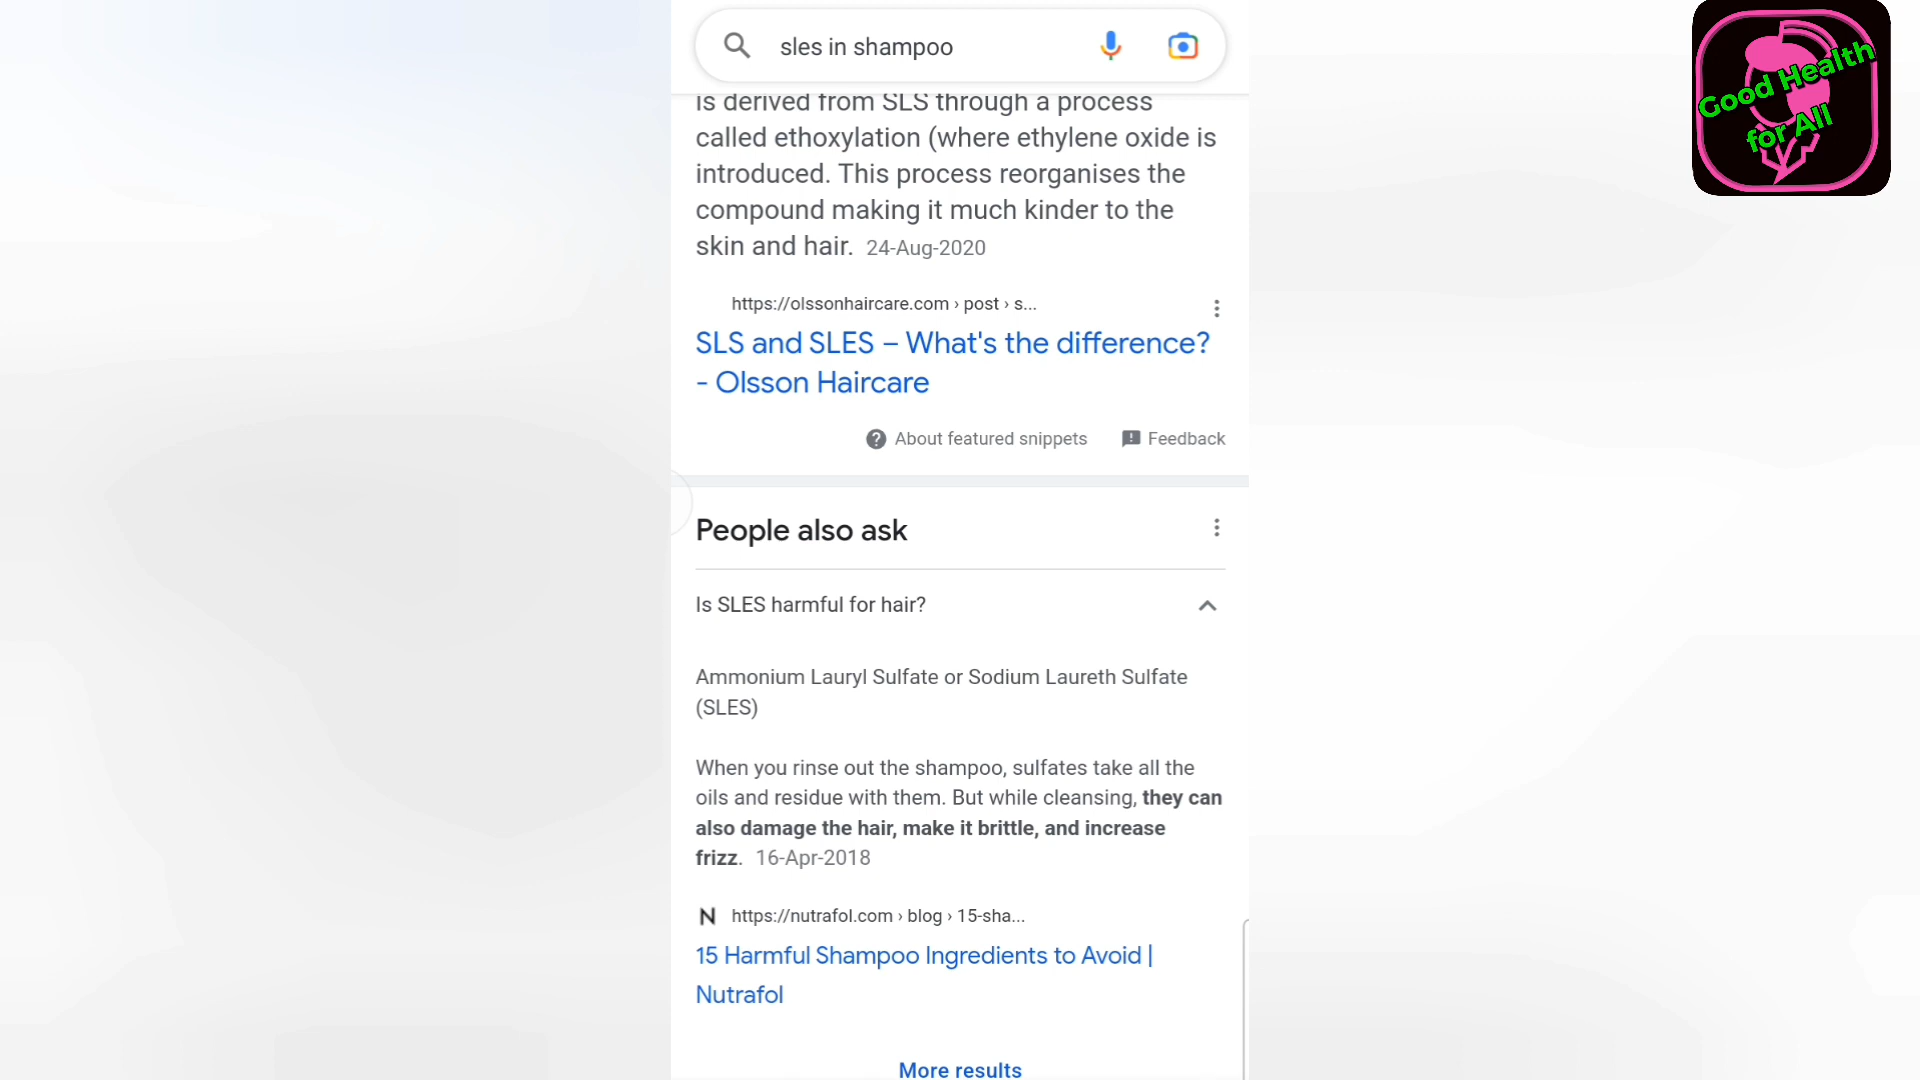 sles in shampoo
Good Health
for All
is derived from SLS through a process
called ethoxylation (where ethylene oxide is
introduced. This process reorganises the
compound making it much kinder to the
skin and hair. 24-Aug-2020
https://olssonhaircare.com › post › s...
SLS and SLES – What's the difference?
- Olsson Haircare
About featured snippets Feedback
People also ask
Is SLES harmful for hair?
Ammonium Lauryl Sulfate or Sodium Laureth Sulfate
(SLES)
When you rinse out the shampoo, sulfates take all the
oils and residue with them. But while cleansing, they can
also damage the hair, make it brittle, and increase
frizz. 16-Apr-2018
N https://nutrafol.com › blog › 15-sha...
15 Harmful Shampoo Ingredients to Avoid |
Nutrafol
More results